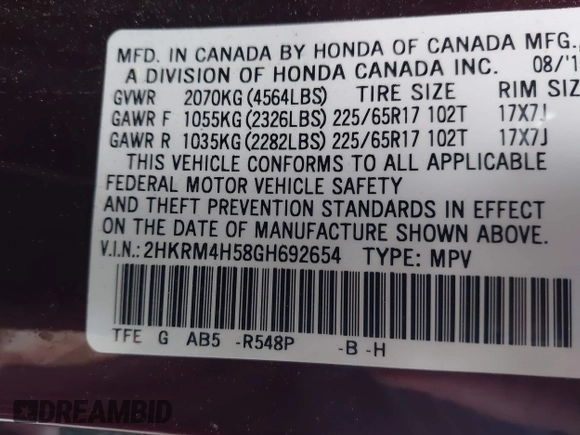 MFD. IN CANADA BY HONDA OF CANADA MFG.,
A DIVISION OF HONDA CANADA INC. 08/'1
GVWR 2070KG (4564LBS) TIRE SIZE RIM SIZE
GAWR F 1055KG (2326LBS) 225/65R17 102T 17X7J
GAWR R 1035KG (2282LBS) 225/65R17 102T 17X7J
THIS VEHICLE CONFORMS TO ALL APPLICABLE
FEDERAL MOTOR VEHICLE SAFETY
AND THEFT PREVENTION STANDARDS IN EFFECT
ON THE DATE OF MANUFACTURE SHOWN ABOVE.
V.I.N.: 2HKRM4H58GH692654 TYPE: MPV
TFE G AB5 -R548P -B -H
DREAMBID